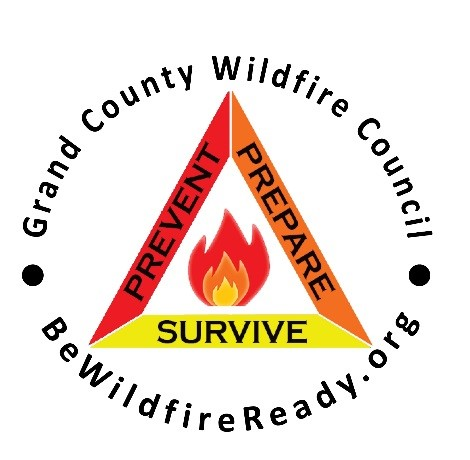 Grand County Wildfire Council
PREVENT
PREPARE
SURVIVE
BeWildfireReady.org